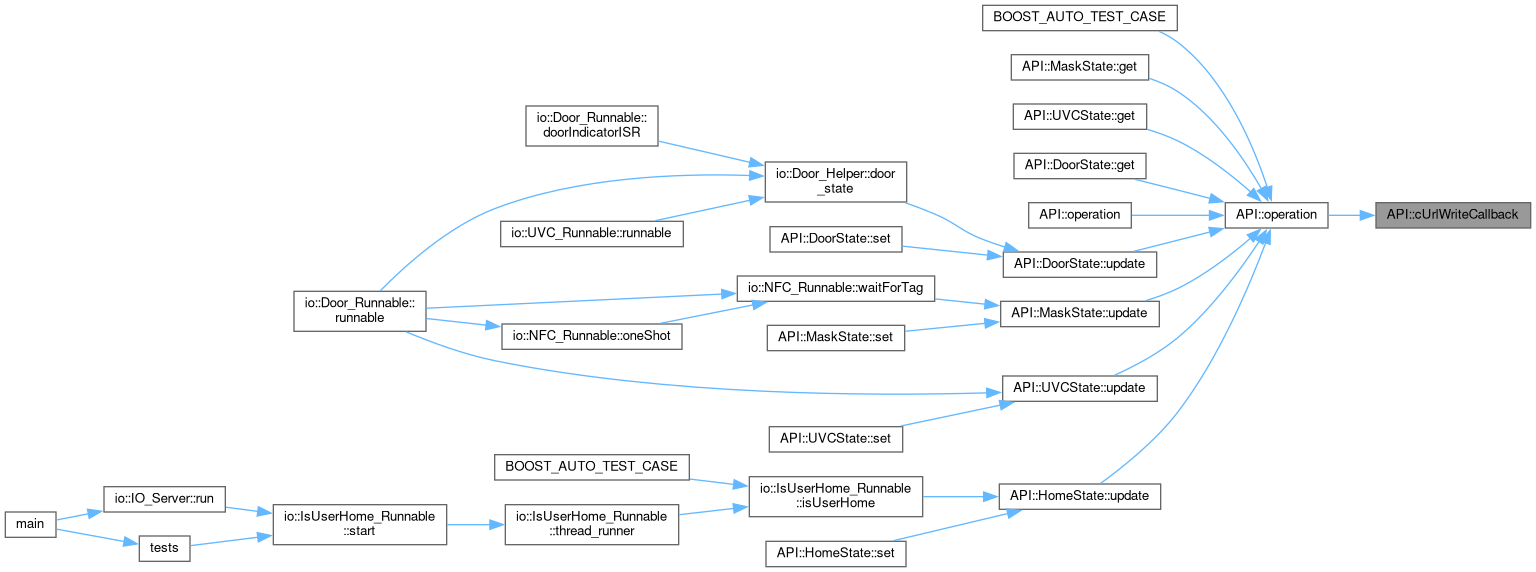 BOOST_AUTO_TEST_CASE
API::MaskState::get
API::UVCState::get
io::Door_Runnable::
doorIndicatorISR
API::DoorState::get
io::Door_Helper::door
_state
API::operation
API::operation
API::cUrlWriteCallback
io::UVC_Runnable::runnable
API::DoorState::set
API::DoorState::update
io::NFC_Runnable::waitForTag
io::Door_Runnable::
runnable
API::MaskState::update
io::NFC_Runnable::oneShot
API::MaskState::set
API::UVCState::update
API::UVCState::set
BOOST_AUTO_TEST_CASE
io::IsUserHome_Runnable
::isUserHome
API::HomeState::update
io::IO_Server::run
main
io::IsUserHome_Runnable
::start
io::IsUserHome_Runnable
::thread_runner
tests
API::HomeState::set